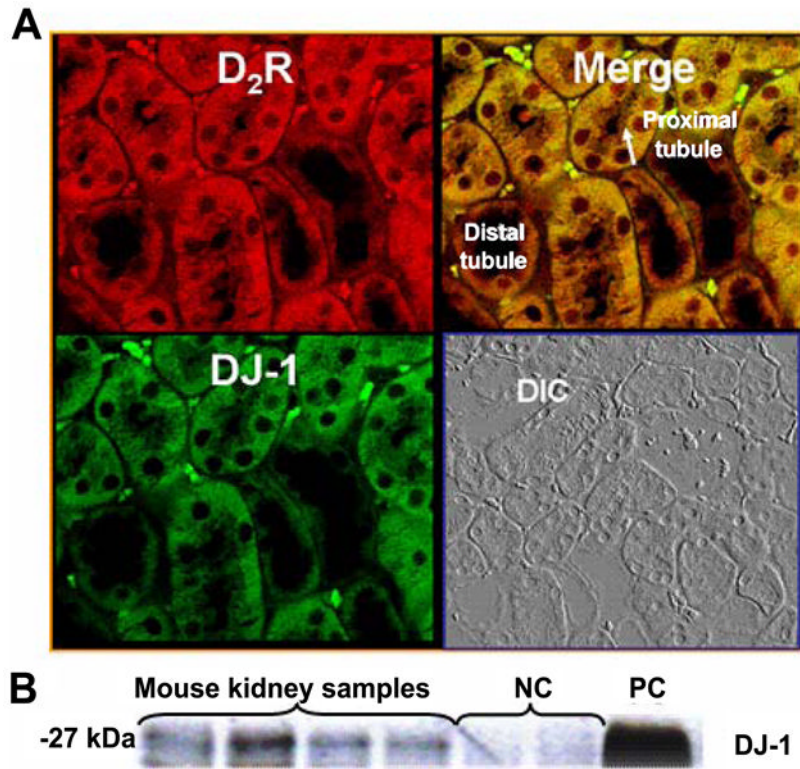 A
D₂R
Merge
Proximal
tubule
Distal
tubule
DJ-1
DIC
B
Mouse kidney samples
NC
PC
-27 kDa
DJ-1